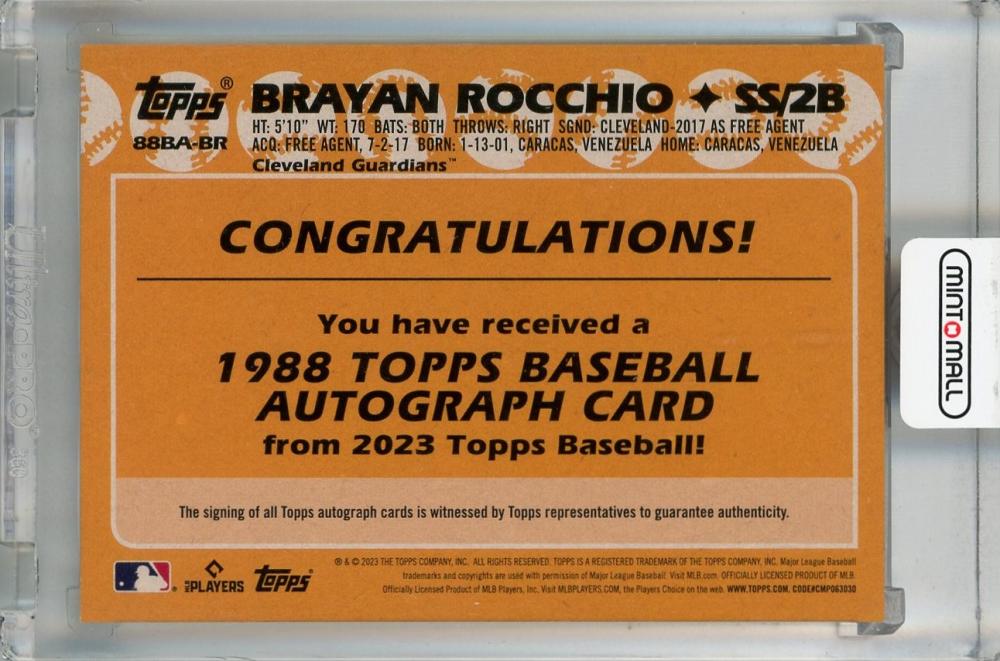 Topps®
BRAYAN ROCCHIO ✦ SS/2B
88BA-BR
HT: 5'10" WT: 170 BATS: BOTH THROWS: RIGHT SGND: CLEVELAND-2017 AS FREE AGENT
ACQ: FREE AGENT, 7-2-17 BORN: 1-13-01, CARACAS, VENEZUELA HOME: CARACAS, VENEZUELA
Cleveland Guardians™
CONGRATULATIONS!
You have received a
1988 TOPPS BASEBALL
AUTOGRAPH CARD
from 2023 Topps Baseball!
The signing of all Topps autograph cards is witnessed by Topps representatives to guarantee authenticity.
PLAYERS
Topps
® & © 2023 THE TOPPS COMPANY, INC. ALL RIGHTS RESERVED. TOPPS IS A REGISTERED TRADEMARK OF THE TOPPS COMPANY, INC. Major League Baseball
trademarks and copyrights are used with permission of Major League Baseball. Visit MLB.com. OFFICIALLY LICENSED PRODUCT OF MLB.
Officially Licensed Product of MLB Players, Inc. Visit MLBPLAYERS.COM, the Players Choice on the web. WWW.TOPPS.COM. CODE#CMP063030
MINT MALL